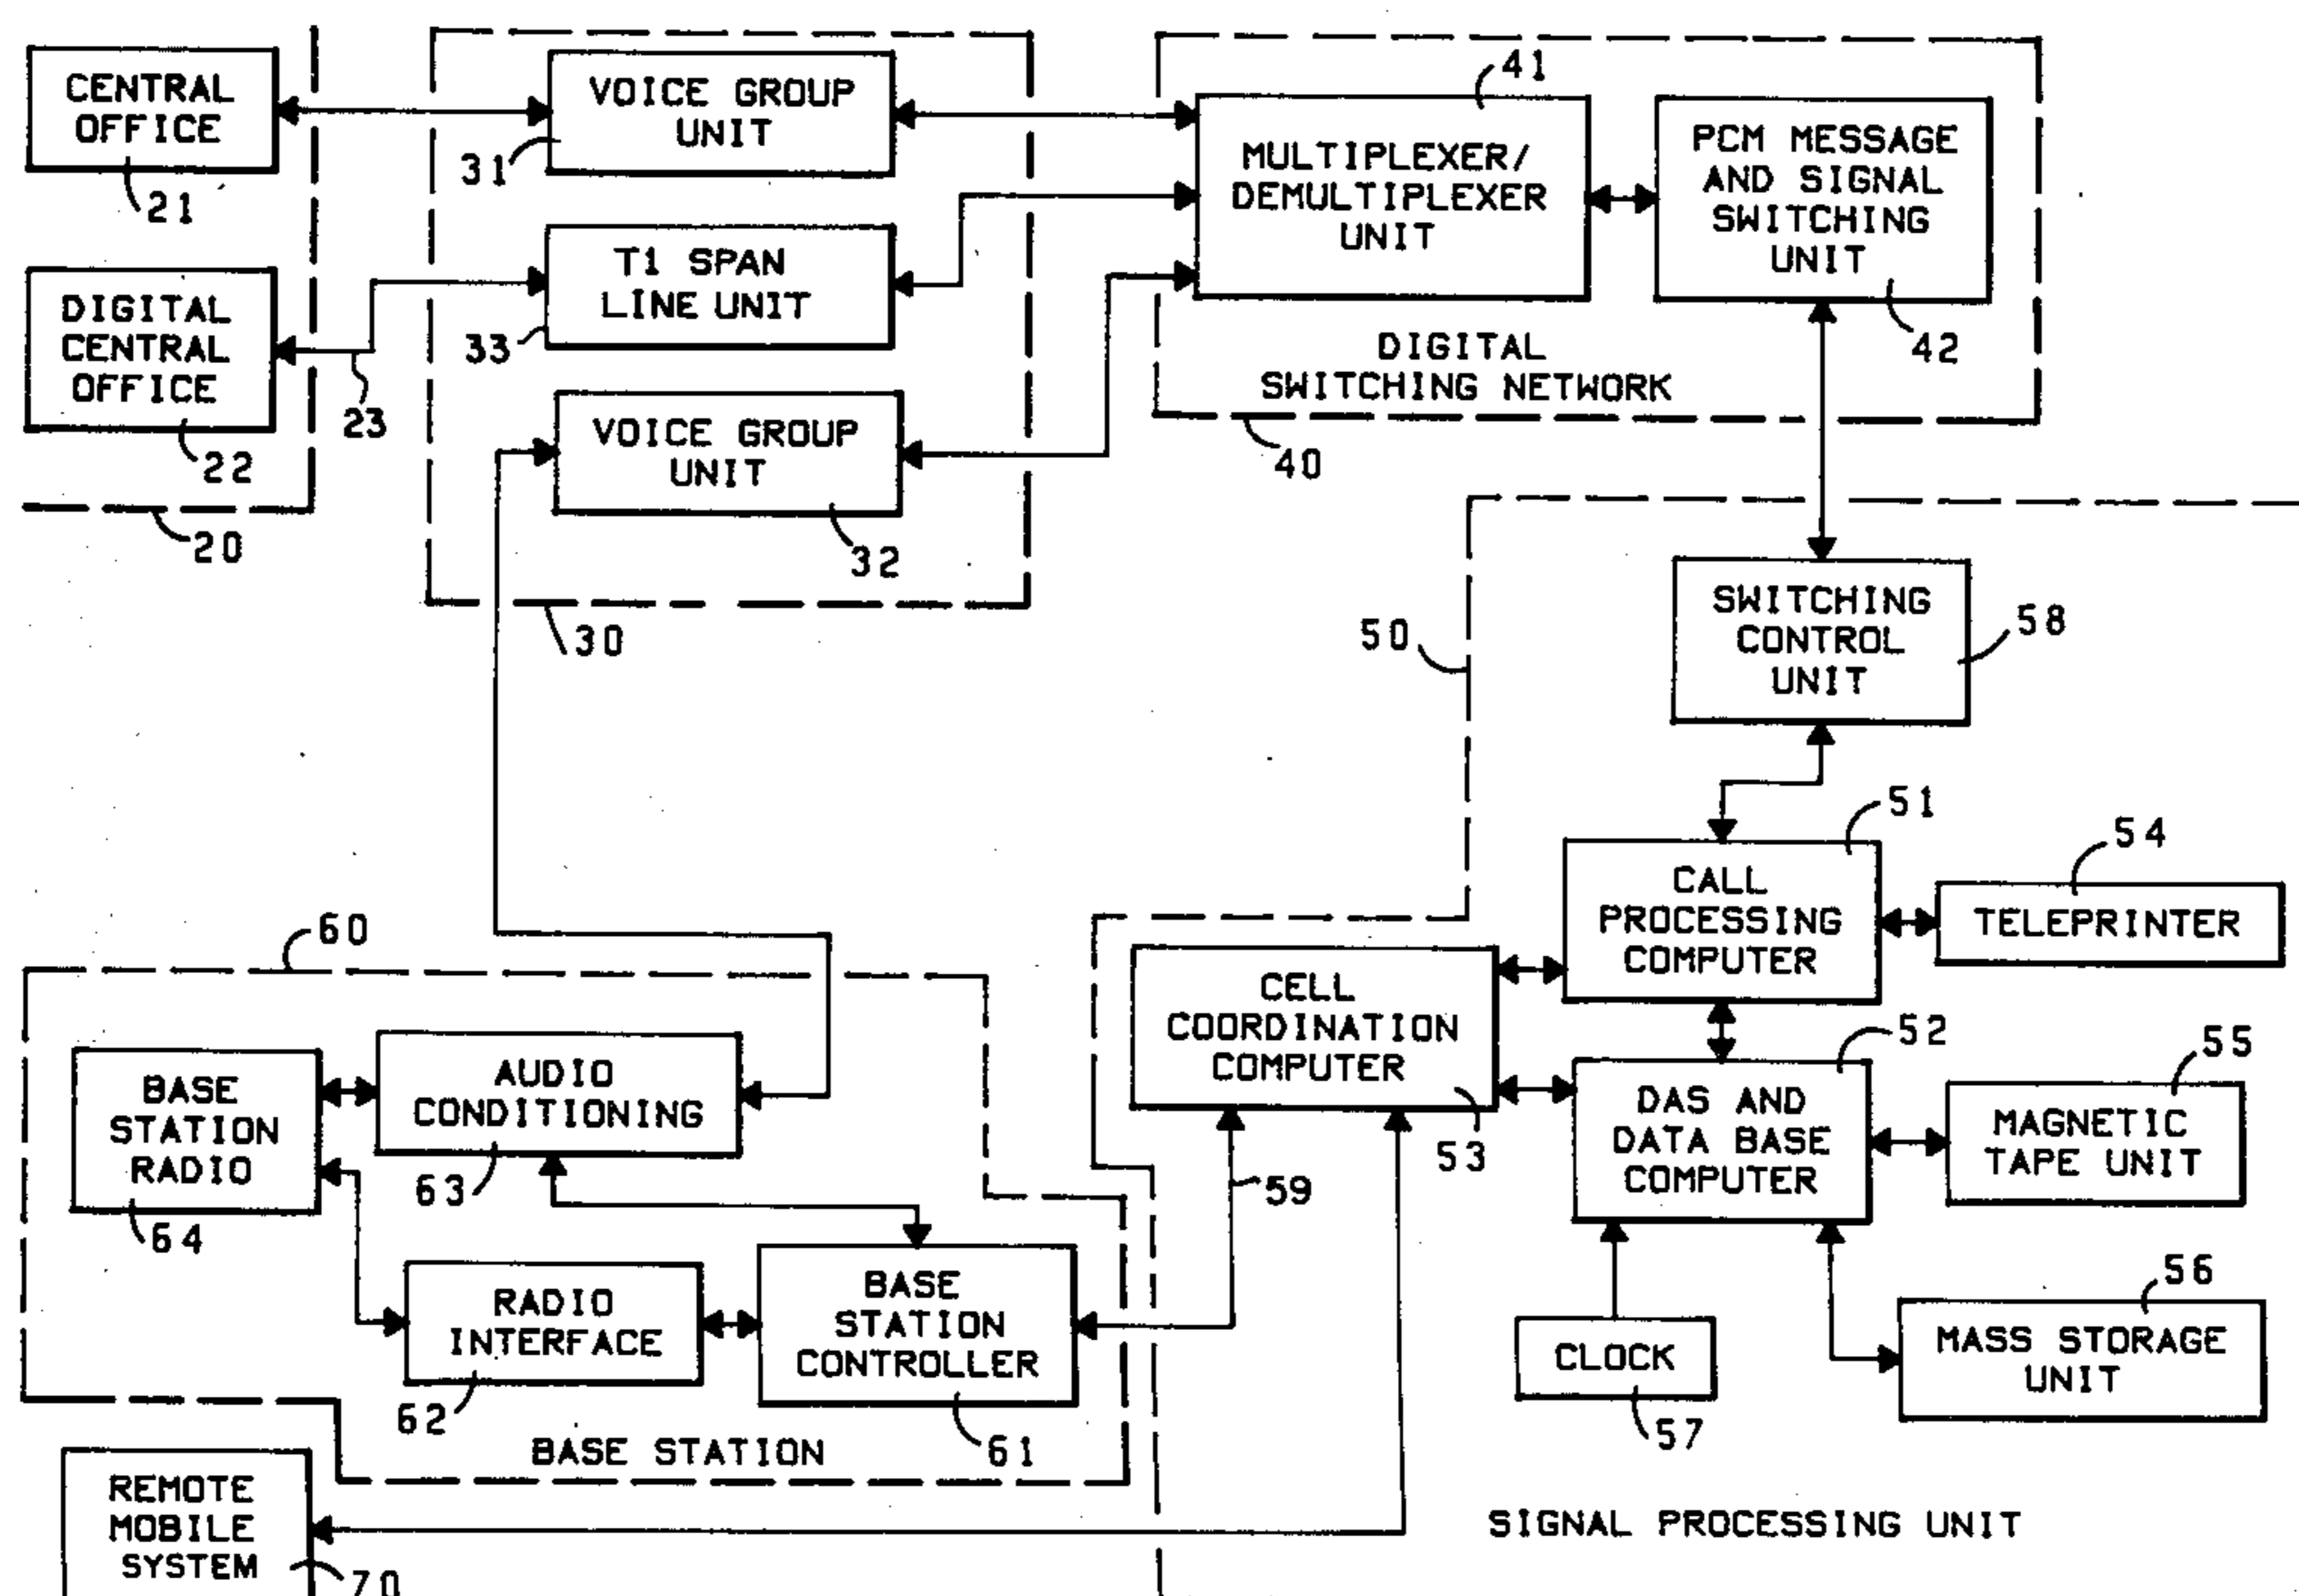 CENTRAL
OFFICE
21
DIGITAL
CENTRAL
OFFICE
22
23
20
VOICE GROUP
UNIT
31
T1 SPAN
LINE UNIT
33
VOICE GROUP
UNIT
32
30
41
MULTIPLEXER/
DEMULTIPLEXER
UNIT
PCM MESSAGE
AND SIGNAL
SWITCHING
UNIT
42
DIGITAL
SWITCHING NETWORK
40
50
SWITCHING
CONTROL
UNIT
58
51
CALL
PROCESSING
COMPUTER
54
TELEPRINTER
CELL
COORDINATION
COMPUTER
53
59
52
DAS AND
DATA BASE
COMPUTER
55
MAGNETIC
TAPE UNIT
56
MASS STORAGE
UNIT
CLOCK
57
SIGNAL PROCESSING UNIT
60
BASE
STATION
RADIO
64
AUDIO
CONDITIONING
63
RADIO
INTERFACE
62
BASE
STATION
CONTROLLER
61
BASE STATION
REMOTE
MOBILE
SYSTEM
70